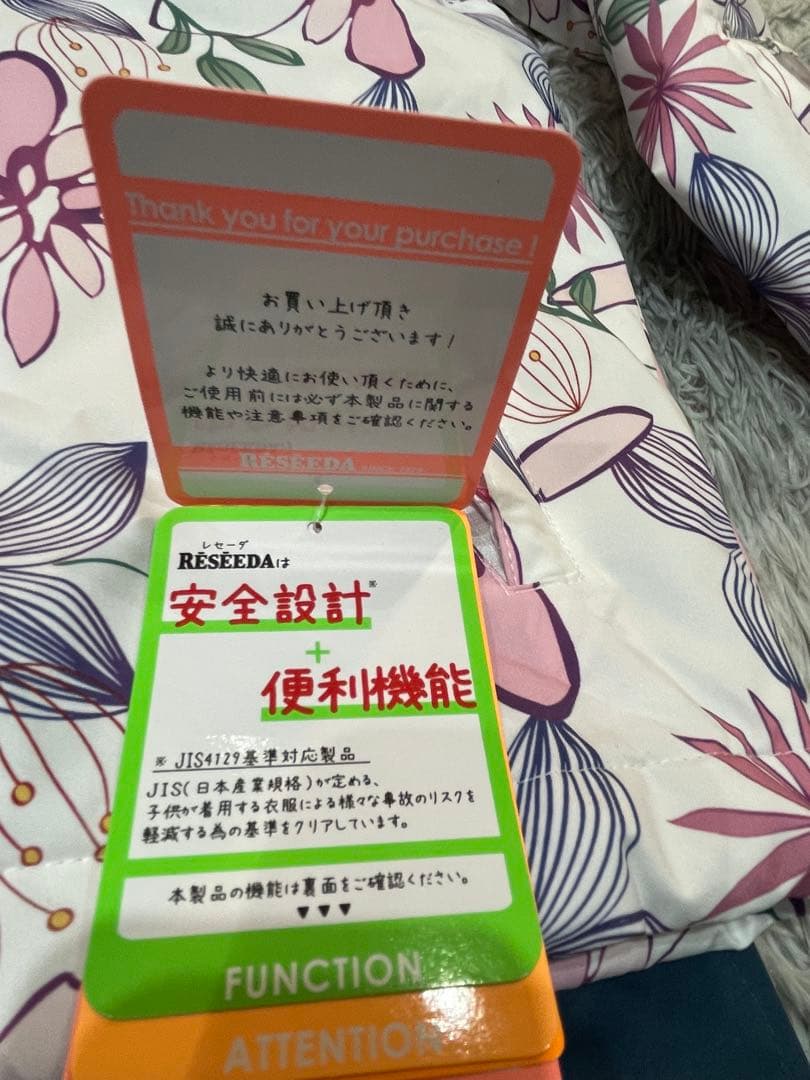 Thank you for your purchase !
お買い上げ頂き
誠にありがとうございます!
より快適にお使い頂くために、
ご使用前には必ず本製品に関する
機能や注意事項をご確認ください。
RĒSĒEDA
レセーダ
RĒSĒEDAは
安全設計※
+
便利機能
※ JIS4129基準対応製品
JIS(日本産業規格)が定める、
子供が着用する衣服による様々な事故のリスクを
軽減する為の基準をクリアしています。
本製品の機能は裏面をご確認ください。
▼▼▼
FUNCTION
ATTENTION